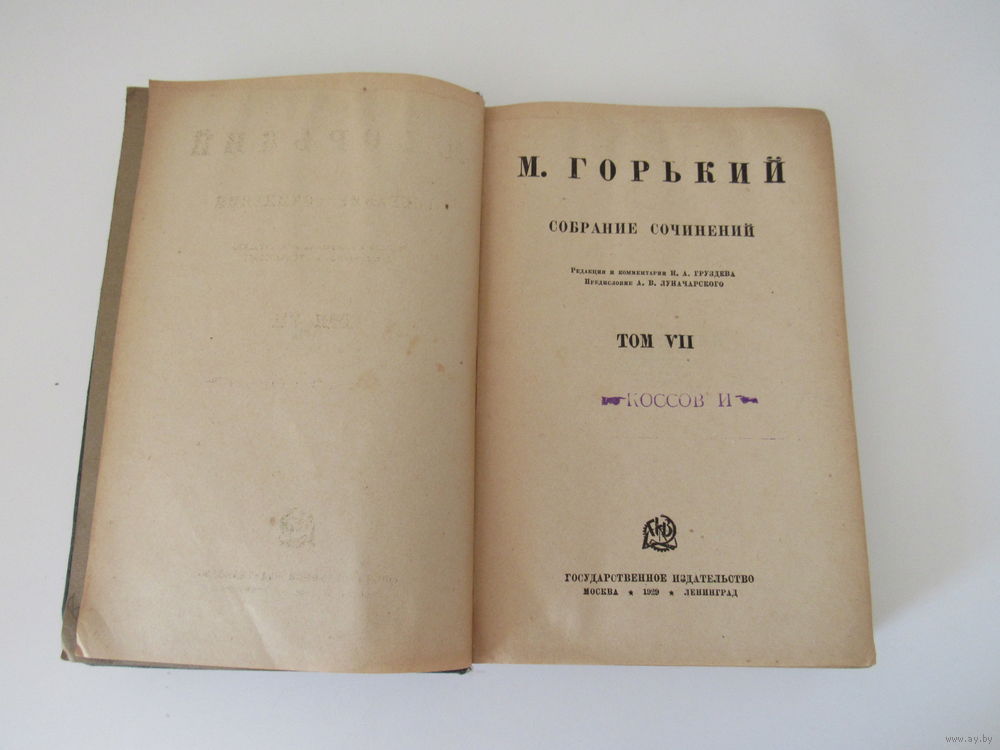 М. ГОРЬКИЙ
СОБРАНИЕ СОЧИНЕНИЙ
Редакция и комментарии И. А. ГРУЗДЕВА
Предисловие А. В. ЛУНАЧАРСКОГО
ТОМ VII
КОССОВ И
ГОСУДАРСТВЕННОЕ ИЗДАТЕЛЬСТВО
МОСКВА ★ 1929 ★ ЛЕНИНГРАД
www.ay.by